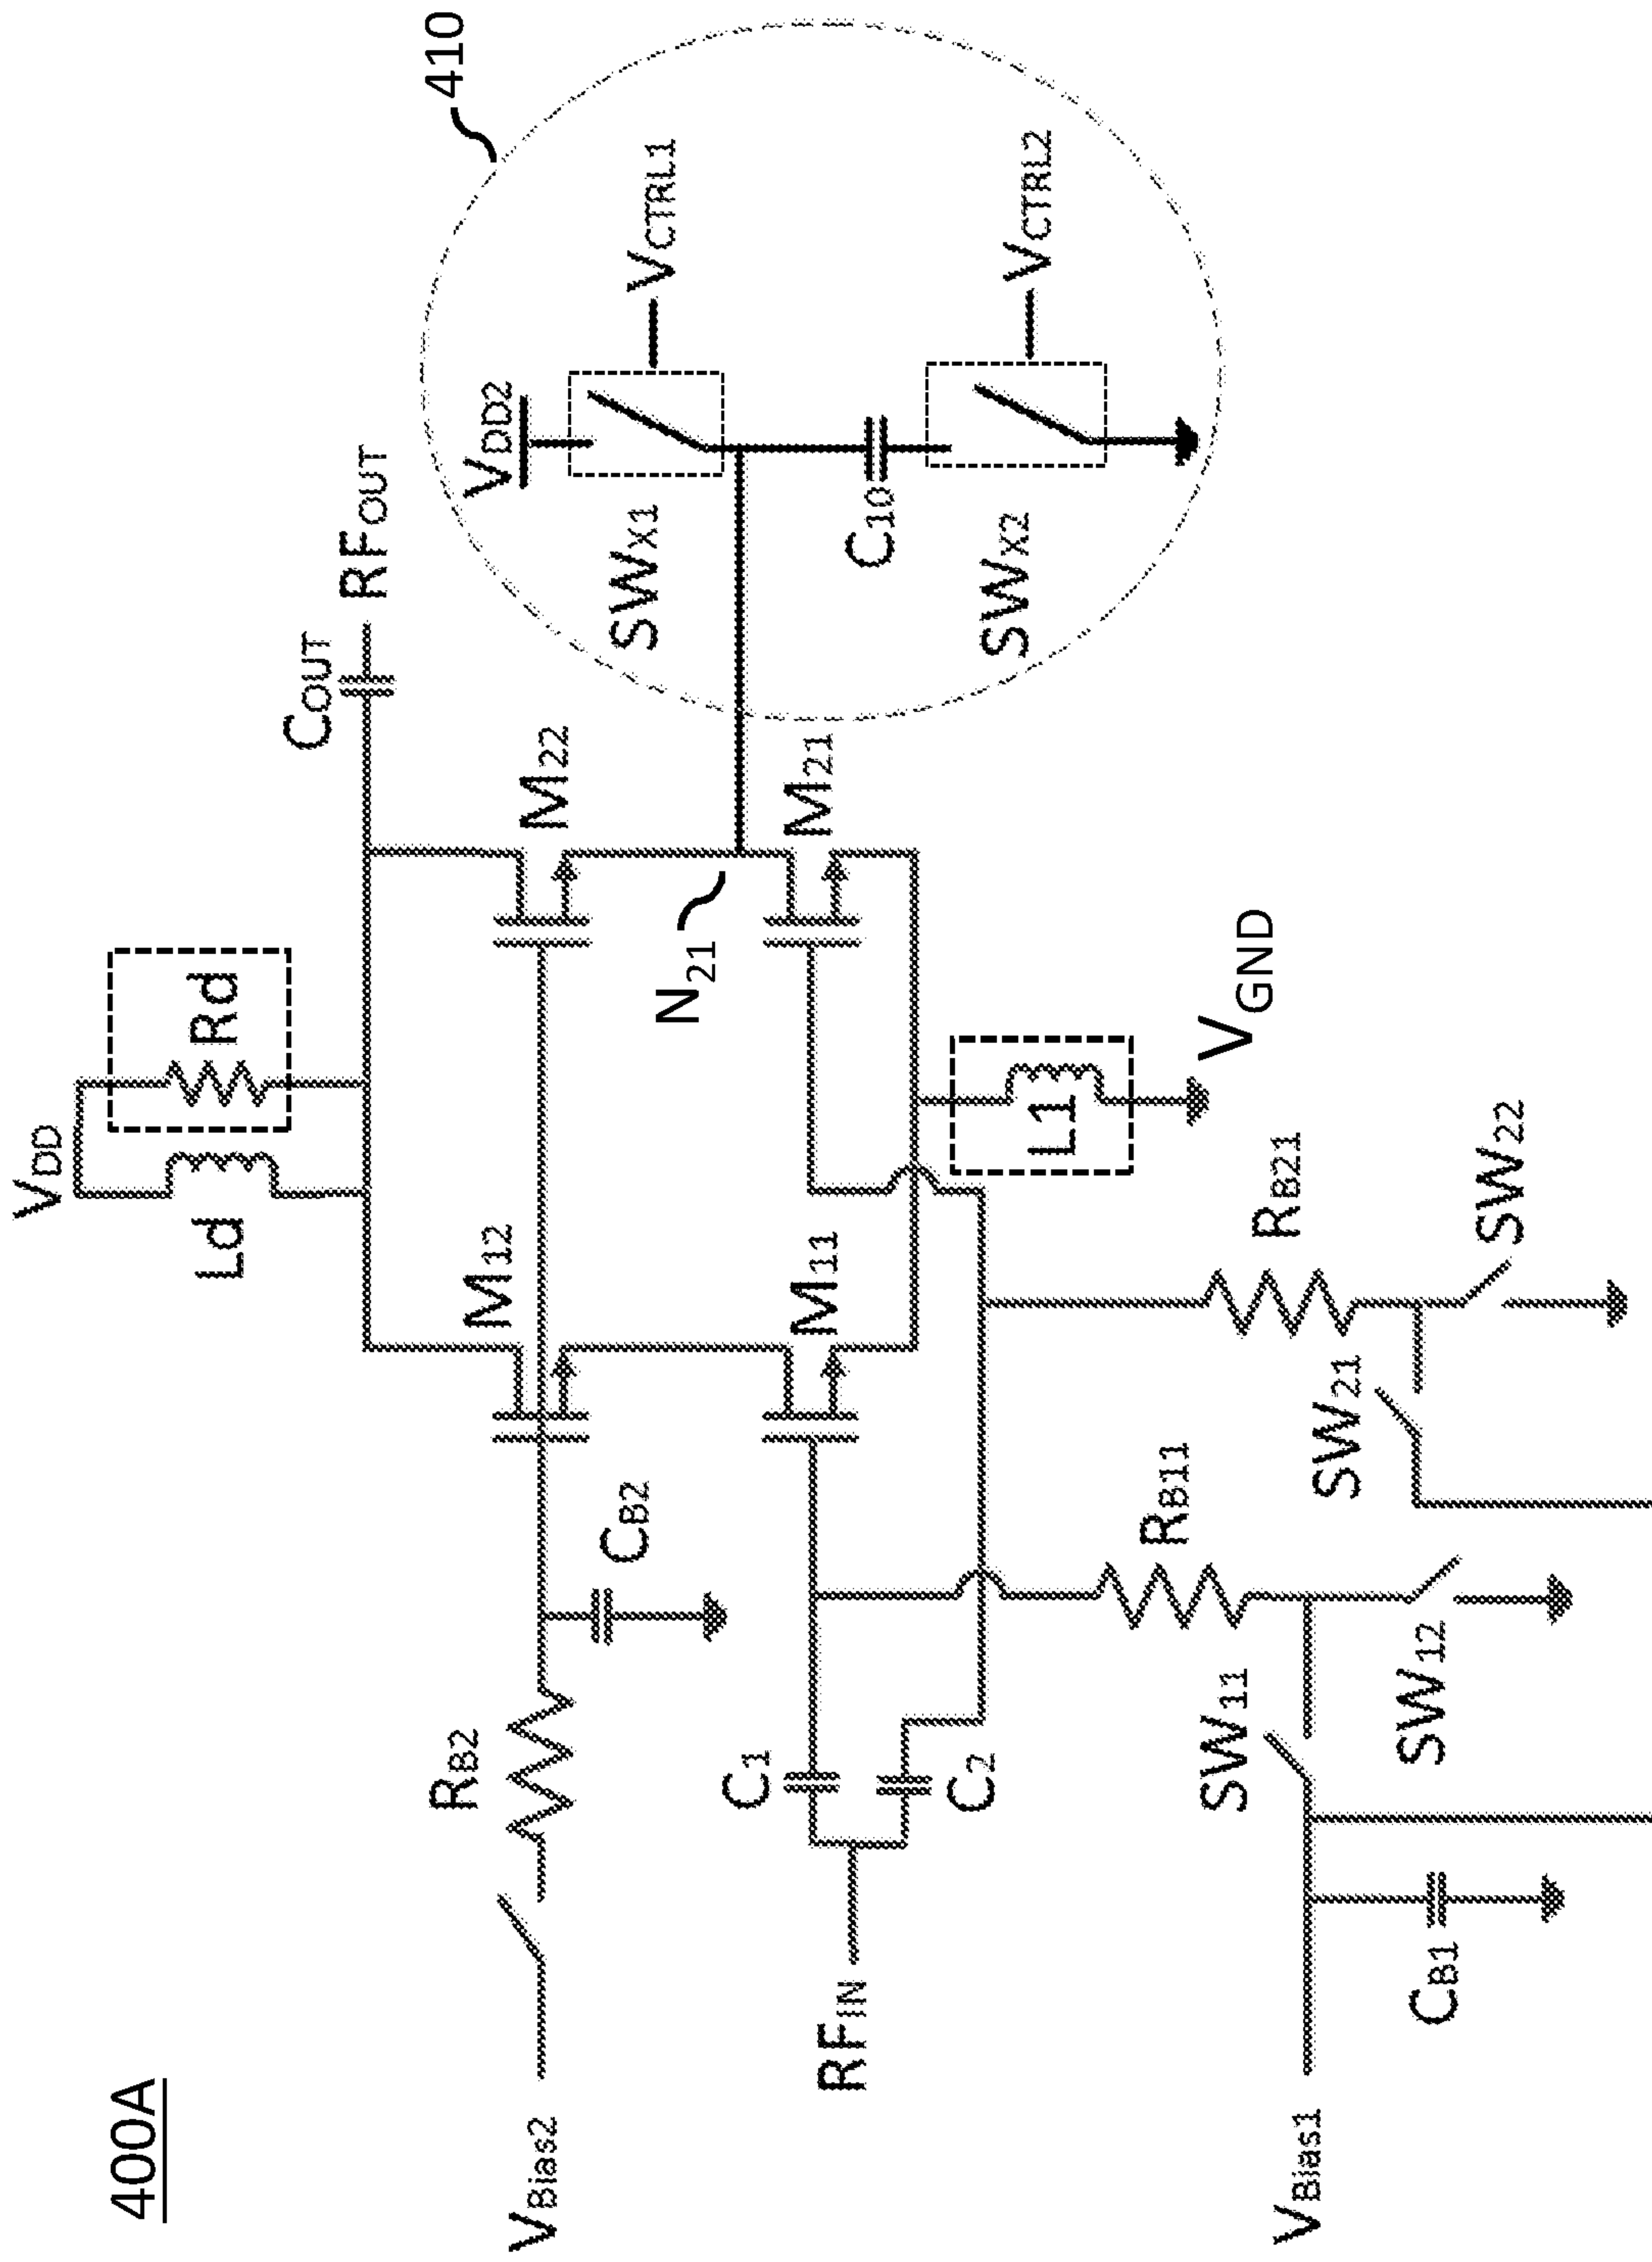 400A
VDD
Ld
Rd
COUT
RFOUT
410
VBias2
RB2
CB2
M12
M22
VDD2
SWX1
VCTRL1
N21
RFIN
C1
C2
M11
M21
C10
SWX2
VCTRL2
L1
VGND
VBias1
CB1
SW11
SW12
RB11
SW21
RB21
SW22